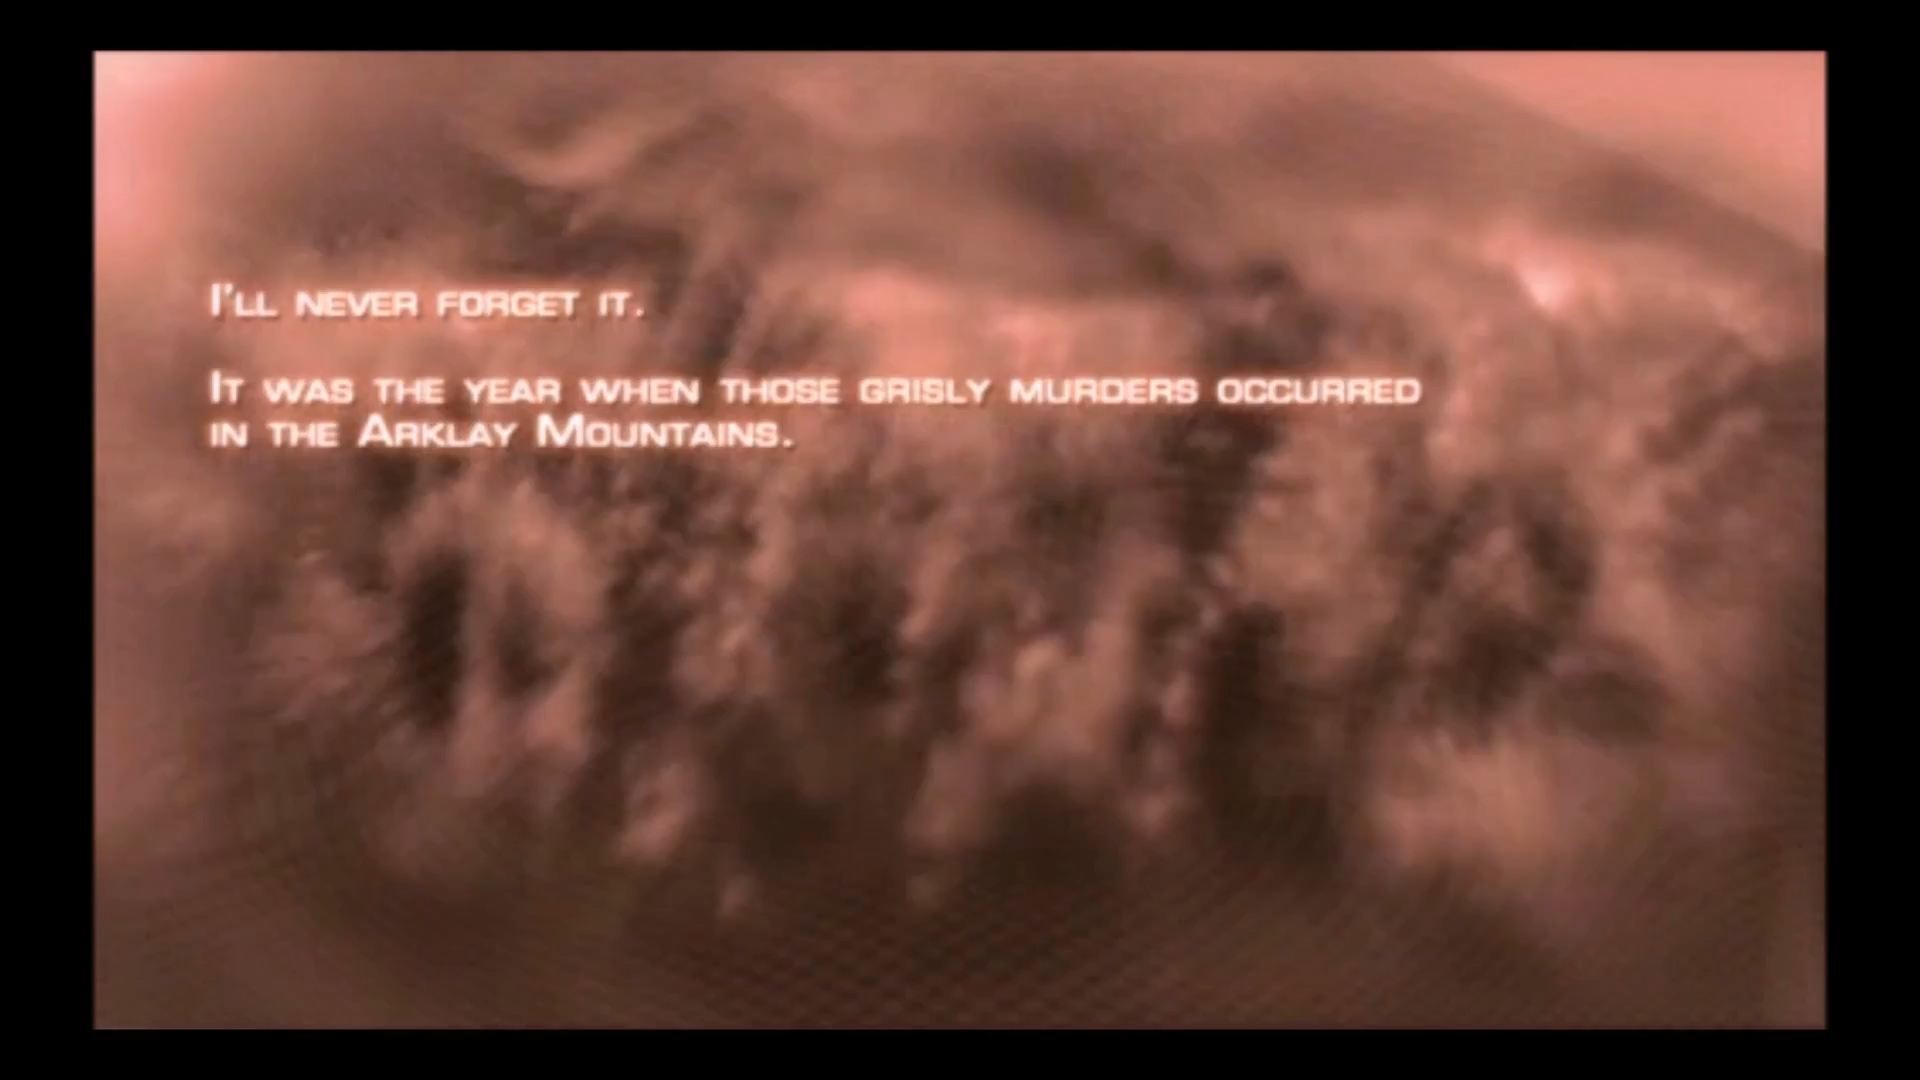 I'll never forget it.
It was the year when those grisly murders occurred
in the Arklay Mountains.